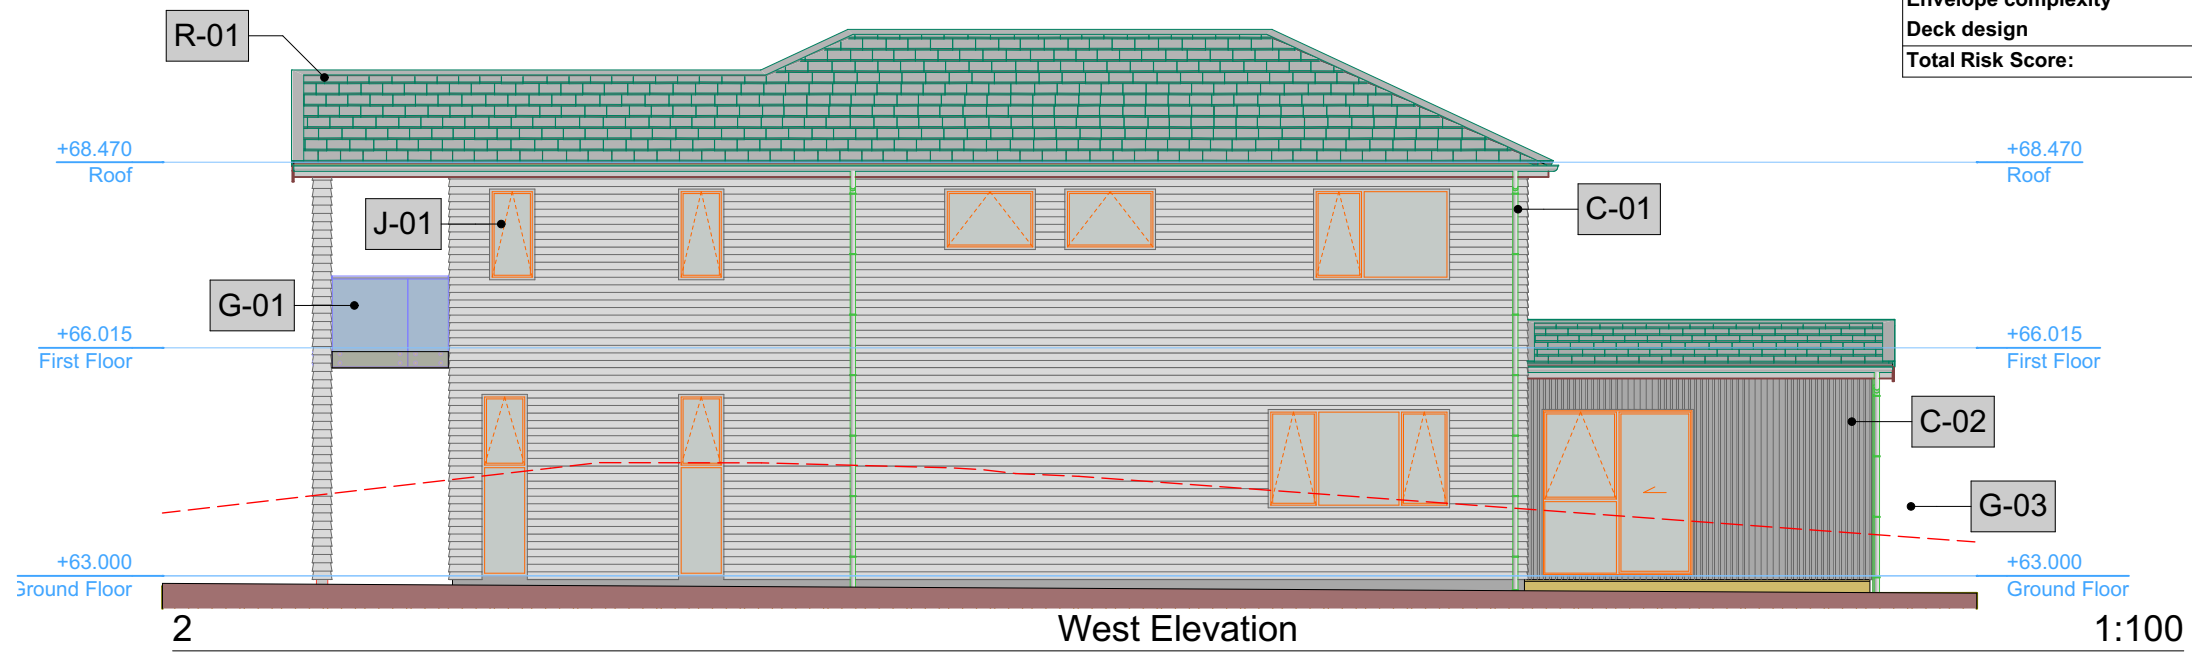 Envelope complexity
Deck design
Total Risk Score:
R-01
+68.470
Roof
+68.470
Roof
J-01
C-01
G-01
+66.015
First Floor
+66.015
First Floor
C-02
G-03
+63.000
Ground Floor
+63.000
Ground Floor
2
West Elevation
1:100